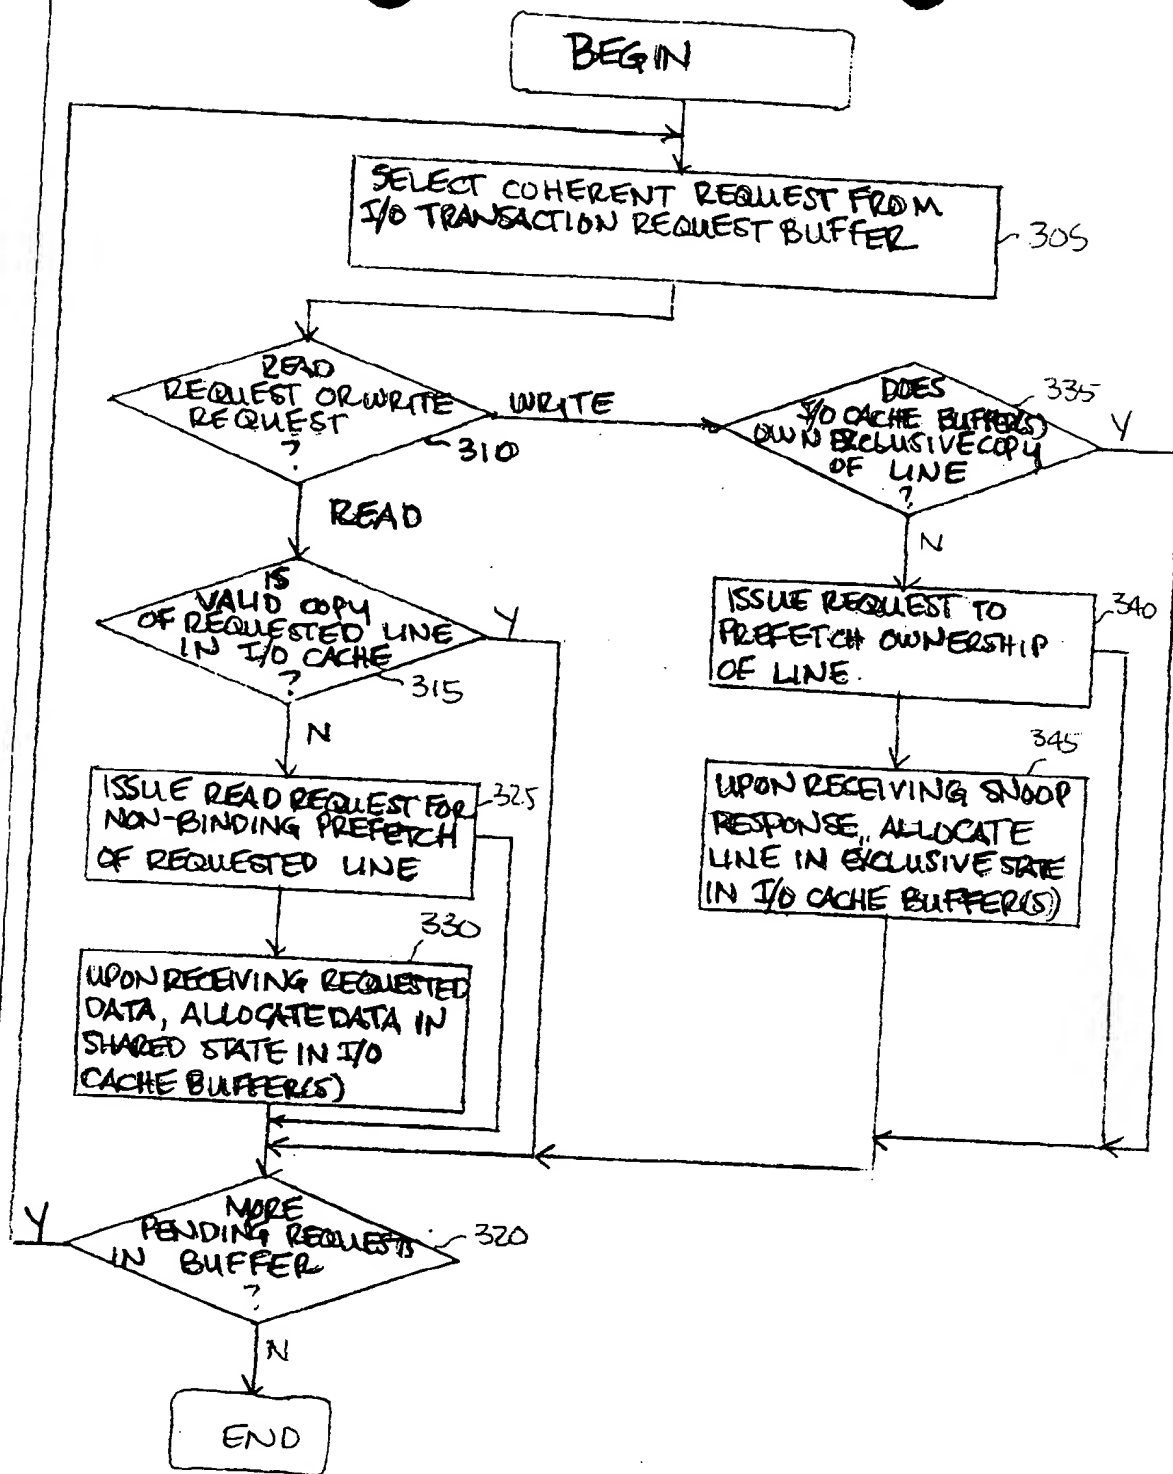 BEGIN
SELECT COHERENT REQUEST FROM
I/O TRANSACTION REQUEST BUFFER
305
READ
REQUEST OR WRITE
REQUEST
?
310
WRITE
DOES
I/O CACHE BUFFER(S)
OWN EXCLUSIVE COPY
OF LINE
?
335
Y
READ
N
IS
VALID COPY
OF REQUESTED LINE
IN I/O CACHE
?
315
Y
ISSUE REQUEST TO
PREFETCH OWNERSHIP
OF LINE.
340
N
ISSUE READ REQUEST FOR
NON-BINDING PREFETCH
OF REQUESTED LINE
325
345
UPON RECEIVING SNOOP
RESPONSE, ALLOCATE
LINE IN EXCLUSIVE STATE
IN I/O CACHE BUFFER(S)
330
UPON RECEIVING REQUESTED
DATA, ALLOCATE DATA IN
SHARED STATE IN I/O
CACHE BUFFER(S)
Y
MORE
PENDING REQUESTS
IN BUFFER
?
320
N
END